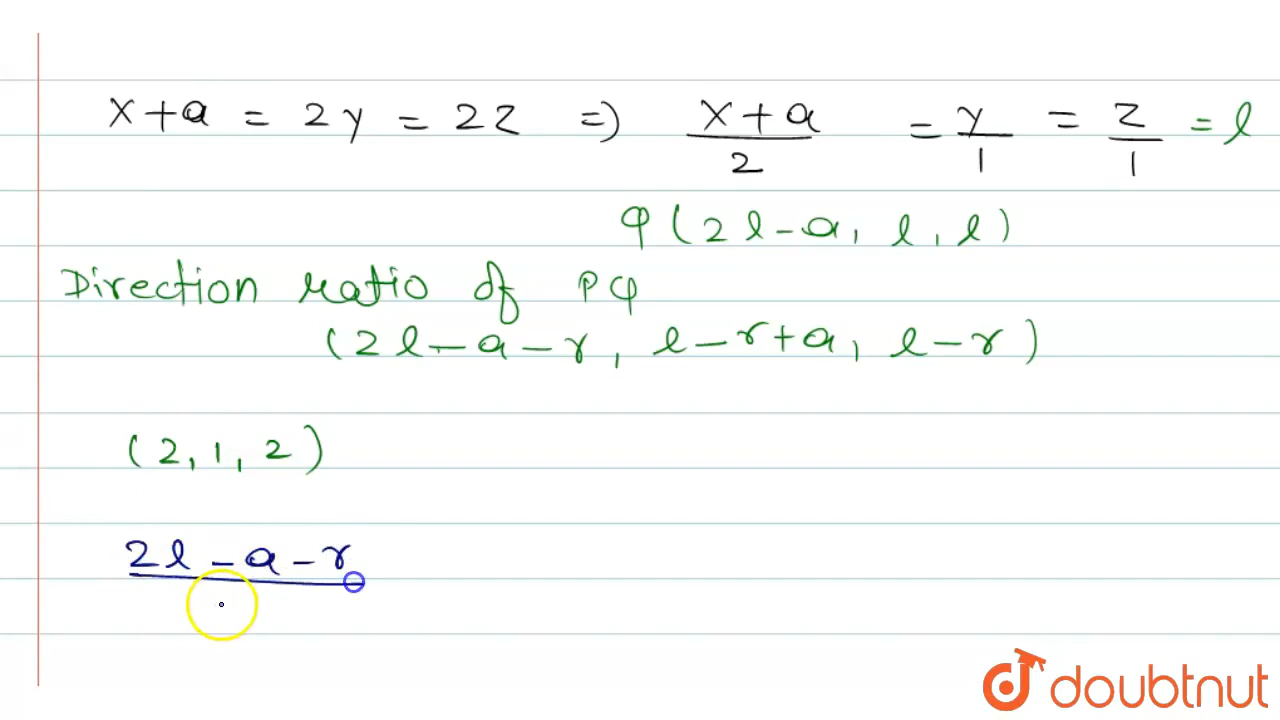 x+a = 2y = 2z => x+a/2 = y/1 = z/1 = l
φ(2l-a, l, l)
Direction ratio of PQ
(2l-a-r, l-r+a, l-r)
(2, 1, 2)
2l-a-r
doubtnut